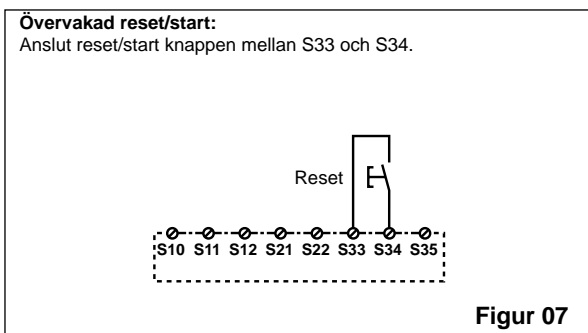 Övervakad reset/start:
Anslut reset/start knappen mellan S33 och S34.
Reset
S10 S11 S12 S21 S22 S33 S34 S35
Figur 07